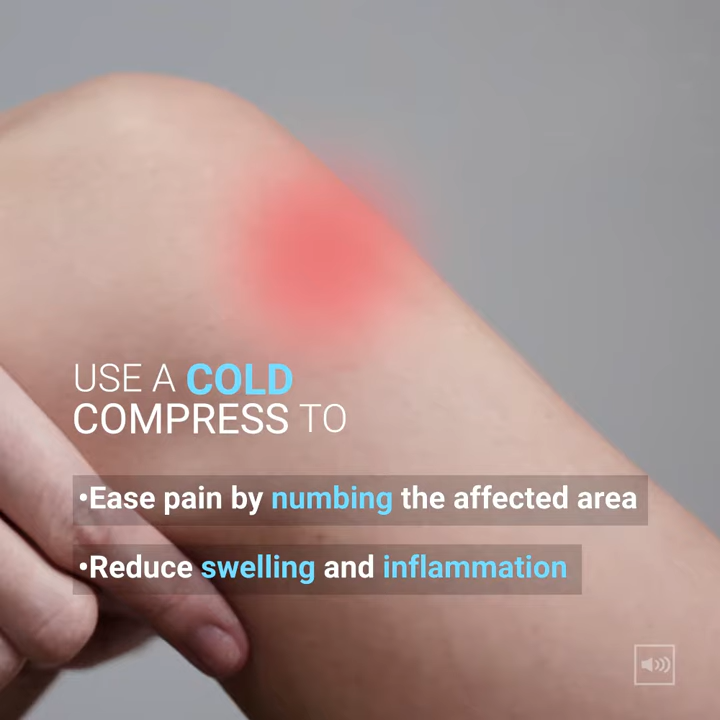 USE A COLD
COMPRESS TO
•Ease pain by numbing the affected area
•Reduce swelling and inflammation